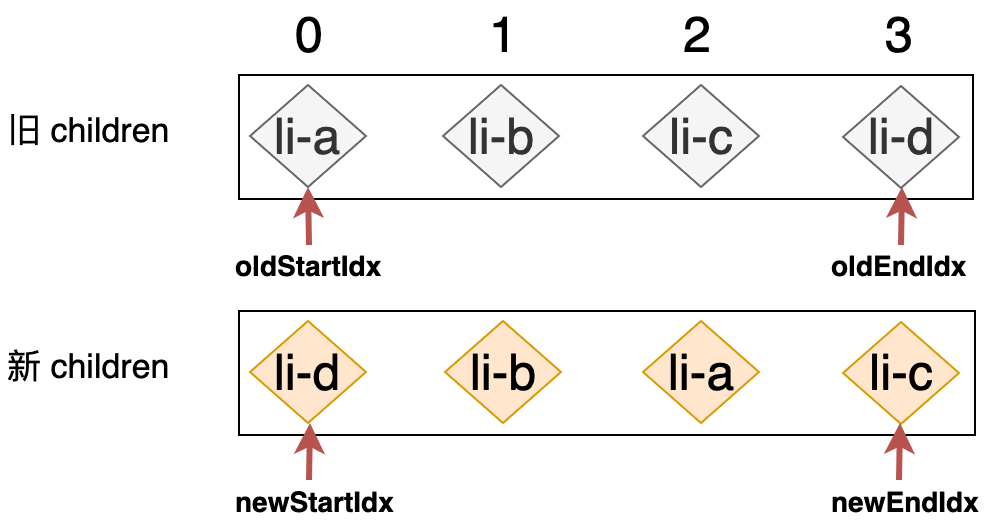 0 1 2 3
旧 children li-a li-b li-c li-d
oldStartIdx oldEndIdx
新 children li-d li-b li-a li-c
newStartIdx newEndIdx